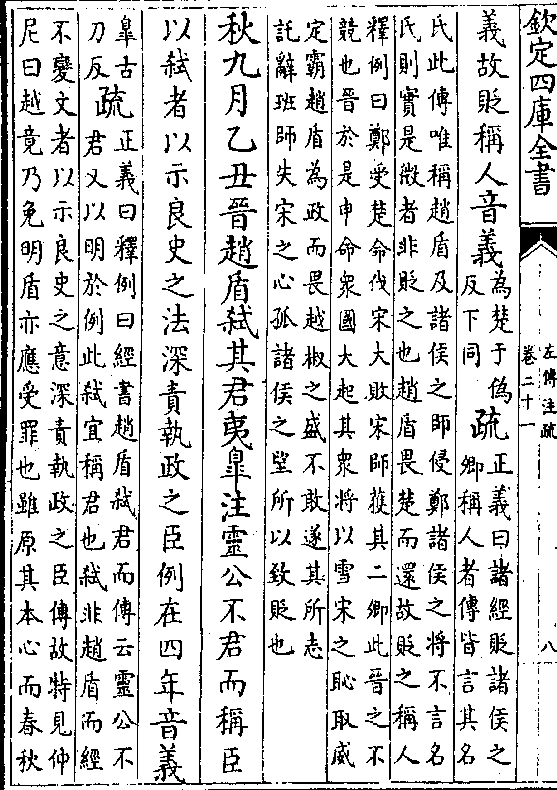 欽定四庫全書
左傳注疏
卷二十一
八
義故貶稱人音義為楚于偽
反下同疏正義曰諸經貶諸侯之
卿稱人者傳皆言其名
氏此傳唯稱趙盾及諸侯之師侵鄭諸侯之將不言名
氏則實是微者非貶之也趙盾畏楚而還故貶之稱人
釋例曰鄭受楚命伐宋大敗宋師獲其二卿此晉之不
競也晉於是申命衆國大起其衆將以雪宋之恥取威
定霸趙盾為政而畏越椒之盛不敢遂其所志
託辭班師失宋之心孤諸侯之望所以致貶也
秋九月乙丑晉趙盾弒其君夷臯注靈公不君而稱臣
以弒者以示良史之法深責執政之臣例在四年音義
臯古
刀反疏正義曰釋例曰經書趙盾弒君而傳云靈公不
君又以明於例此弒宜稱君也弒非趙盾而經
不變文者以示良史之意深責執政之臣傳故特見仲
尼曰越竟乃免明盾亦應受罪也雖原其本心而春秋